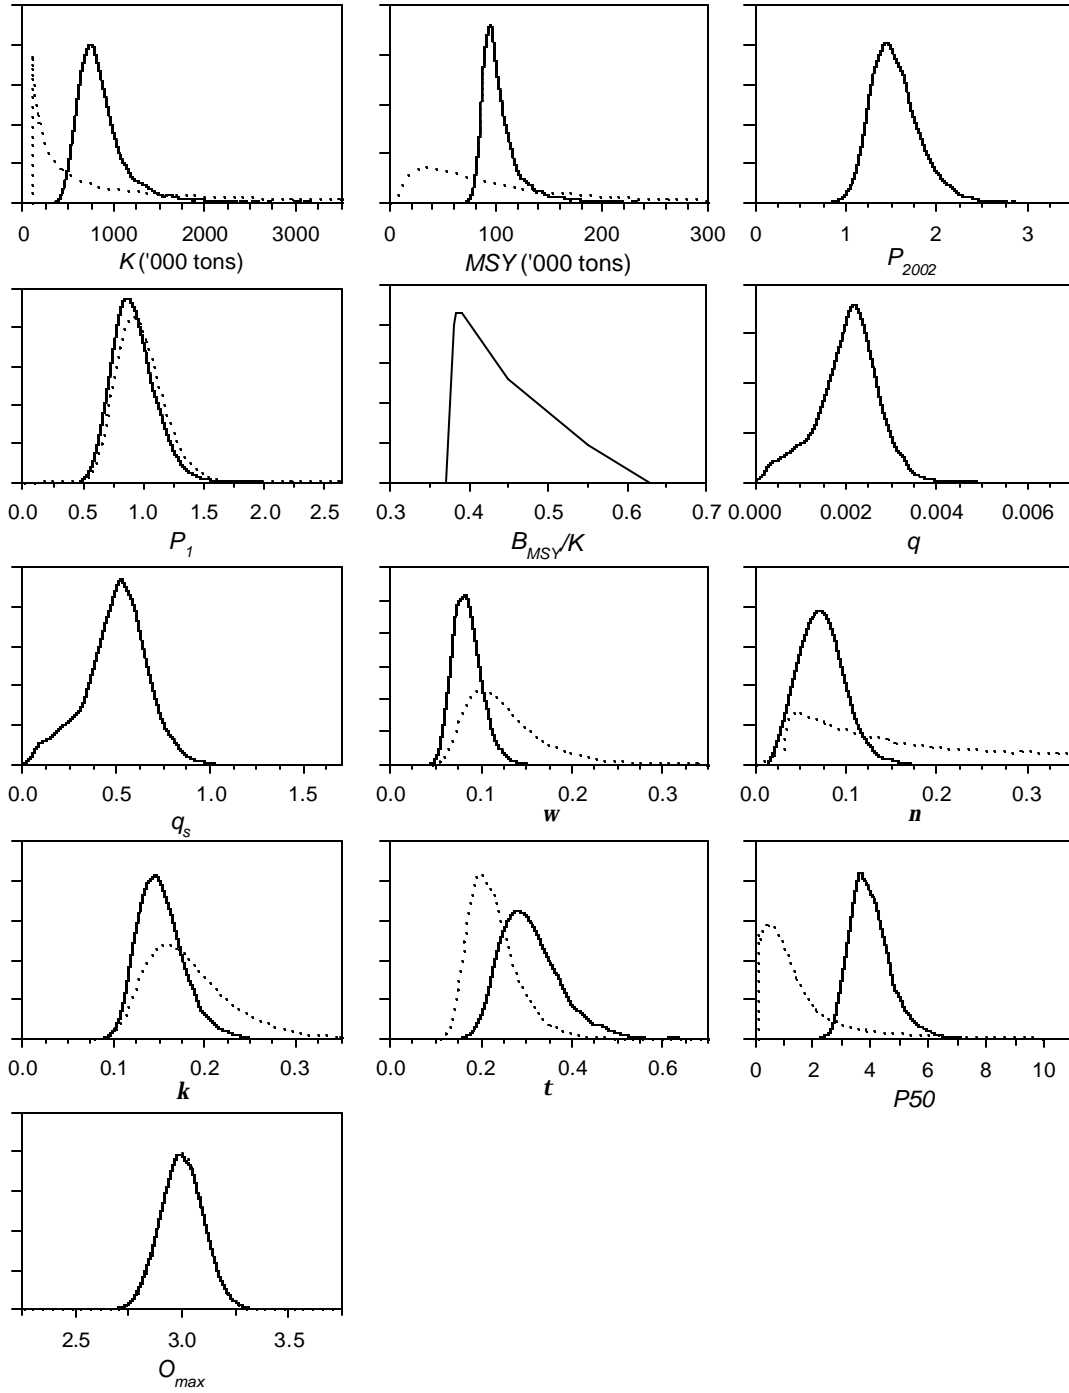 0 1000 2000 3000
K ('000 tons)
0 100 200 300
MSY ('000 tons)
0 1 2 3
P2002
0.0 0.5 1.0 1.5 2.0 2.5
P1
0.3 0.4 0.5 0.6 0.7
BMSY/K
0.000 0.002 0.004 0.006
q
0.0 0.5 1.0 1.5
qs
0.0 0.1 0.2 0.3
w
0.0 0.1 0.2 0.3
n
0.0 0.1 0.2 0.3
k
0.0 0.2 0.4 0.6
t
0 2 4 6 8 10
P50
2.5 3.0 3.5
Omax